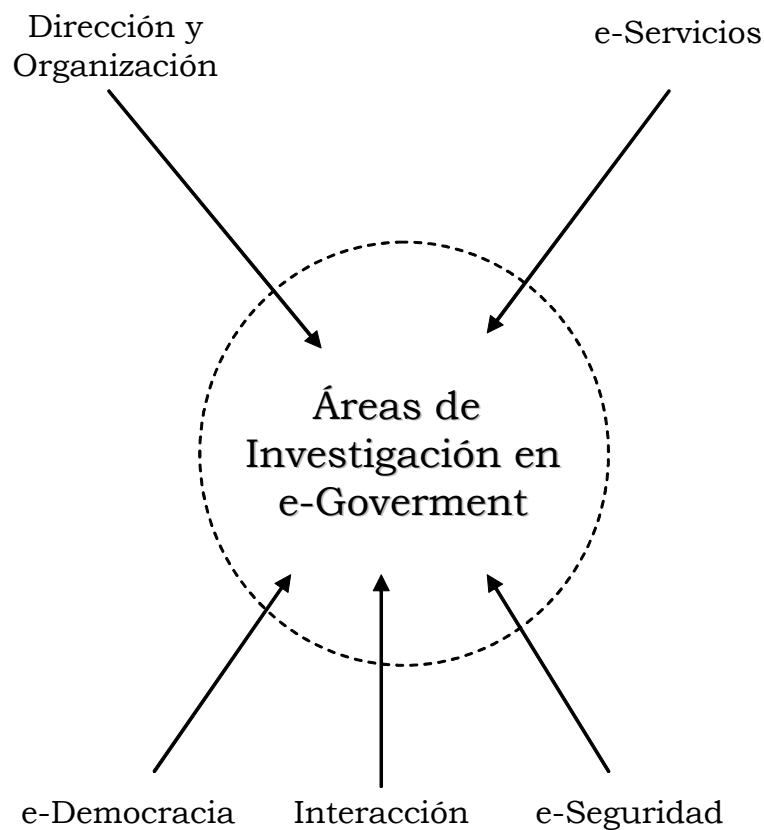 Dirección y
Organización
e-Servicios
Áreas de
Investigación en
e-Goverment
e-Democracia
Interacción
e-Seguridad